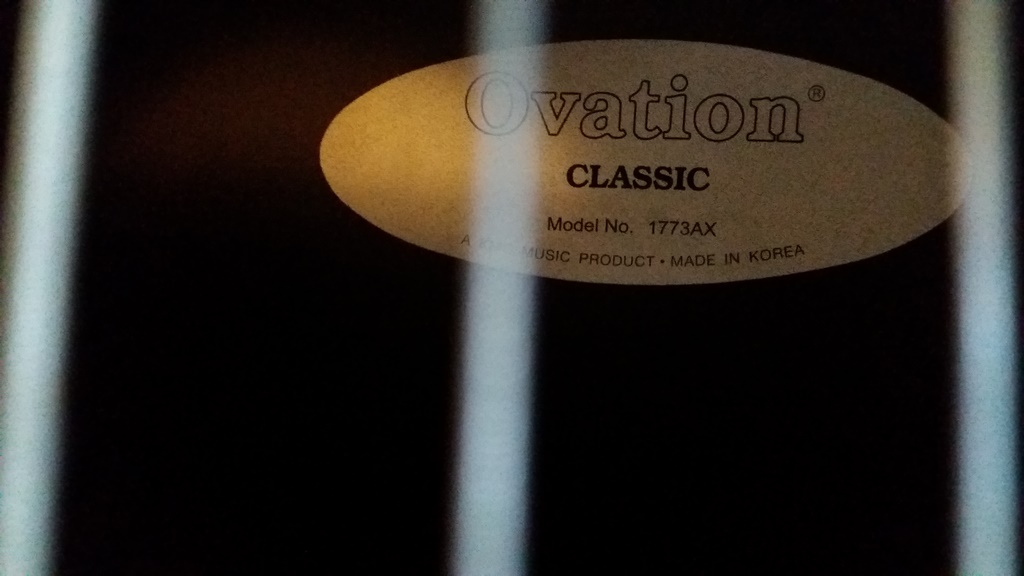 Ovation®
CLASSIC
Model No. 1773AX
A MUSIC PRODUCT • MADE IN KOREA